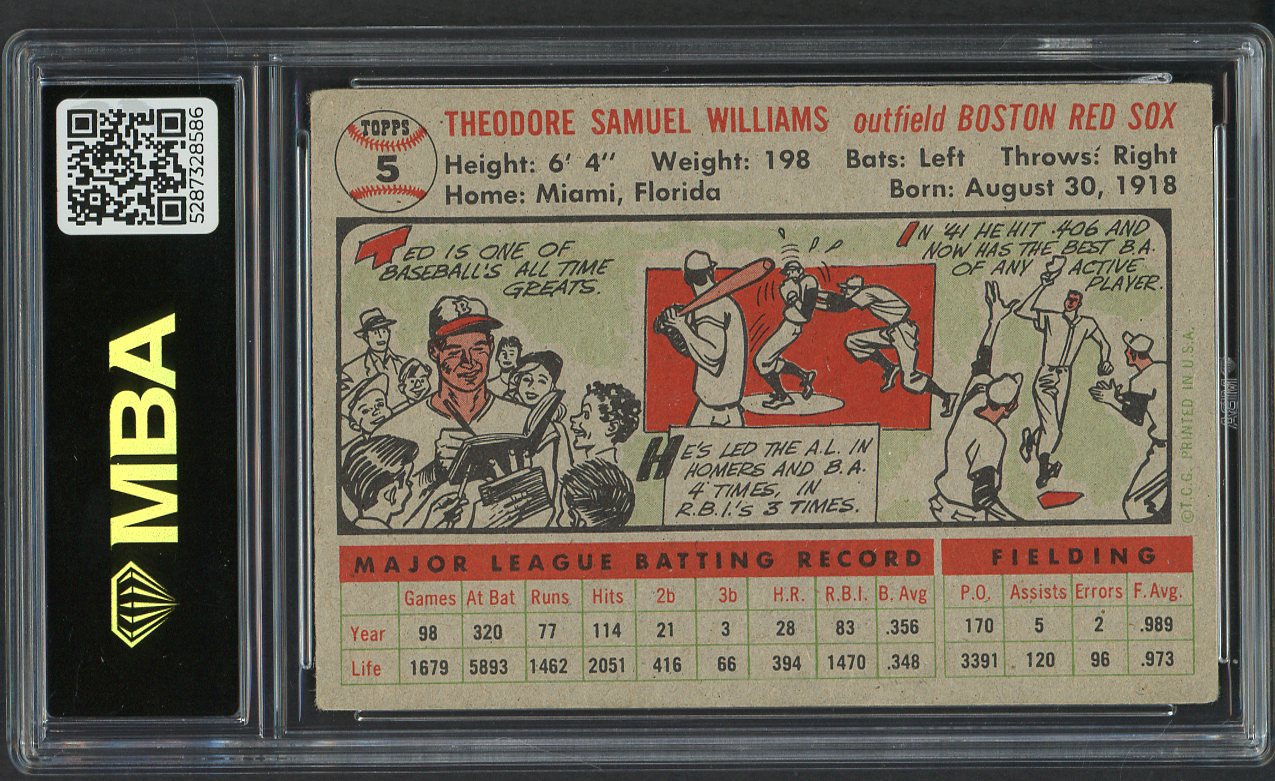 5287328586
MBA
TOPPS
5
THEODORE SAMUEL WILLIAMS outfield BOSTON RED SOX
Height: 6' 4" Weight: 198 Bats: Left Throws: Right
Home: Miami, Florida Born: August 30, 1918
TED IS ONE OF
BASEBALL'S ALL TIME
GREATS.
B
HE'S LED THE A.L. IN
HOMERS AND B.A.
4 TIMES, IN
R.B.I.'S 3 TIMES.
IN '41 HE HIT .406 AND
NOW HAS THE BEST B.A.
OF ANY ACTIVE
PLAYER.
©T.C.G. PRINTED IN U.S.A.
MBA
MAJOR LEAGUE BATTING RECORD FIELDING
Games At Bat Runs Hits 2b 3b H.R. R.B.I. B. Avg P.O. Assists Errors F. Avg.
Year 98 320 77 114 21 3 28 83 .356 170 5 2 .989
Life 1679 5893 1462 2051 416 66 394 1470 .348 3391 120 96 .973